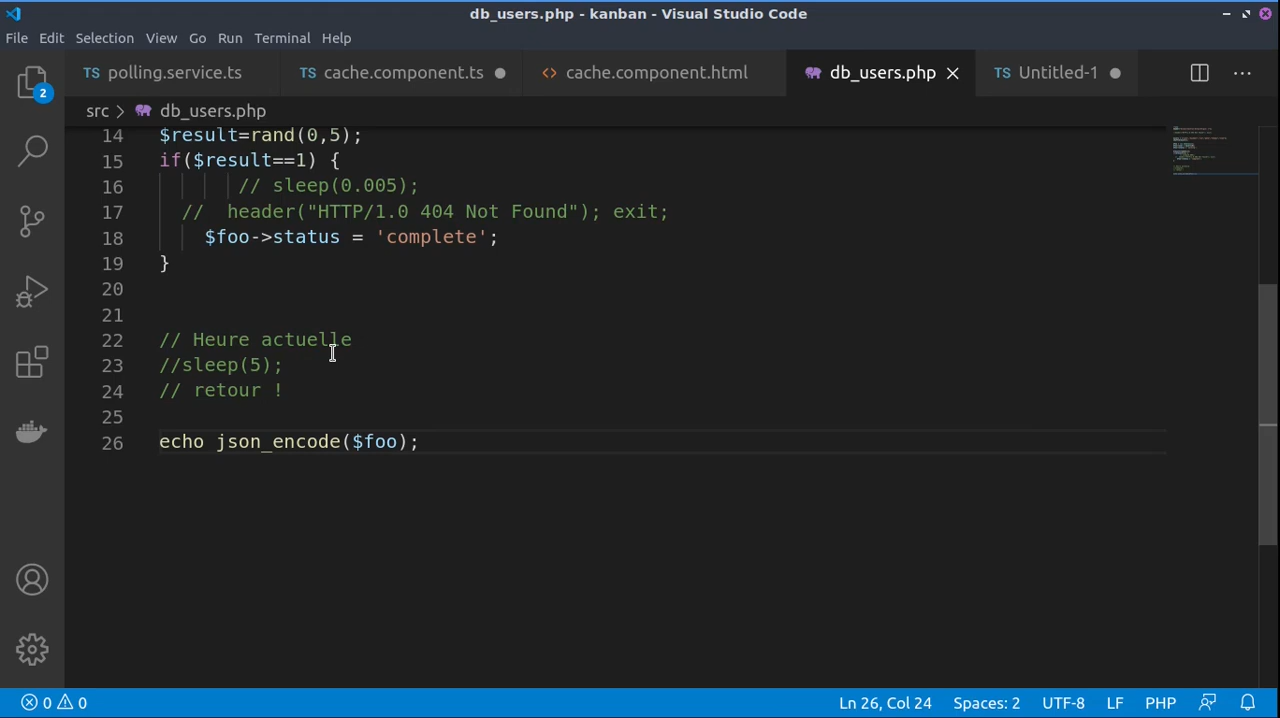 db_users.php - kanban - Visual Studio Code
File Edit Selection View Go Run Terminal Help
TS polling.service.ts TS cache.component.ts <> cache.component.html db_users.php TS Untitled-1
src > db_users.php
14 $result=rand(0,5);
15 if($result==1) {
16 // sleep(0.005);
17 // header("HTTP/1.0 404 Not Found"); exit;
18 $foo->status = 'complete';
19 }
20
21
22 // Heure actuelle
23 //sleep(5);
24 // retour !
25
26 echo json_encode($foo);
2
0 0 Ln 26, Col 24 Spaces: 2 UTF-8 LF PHP